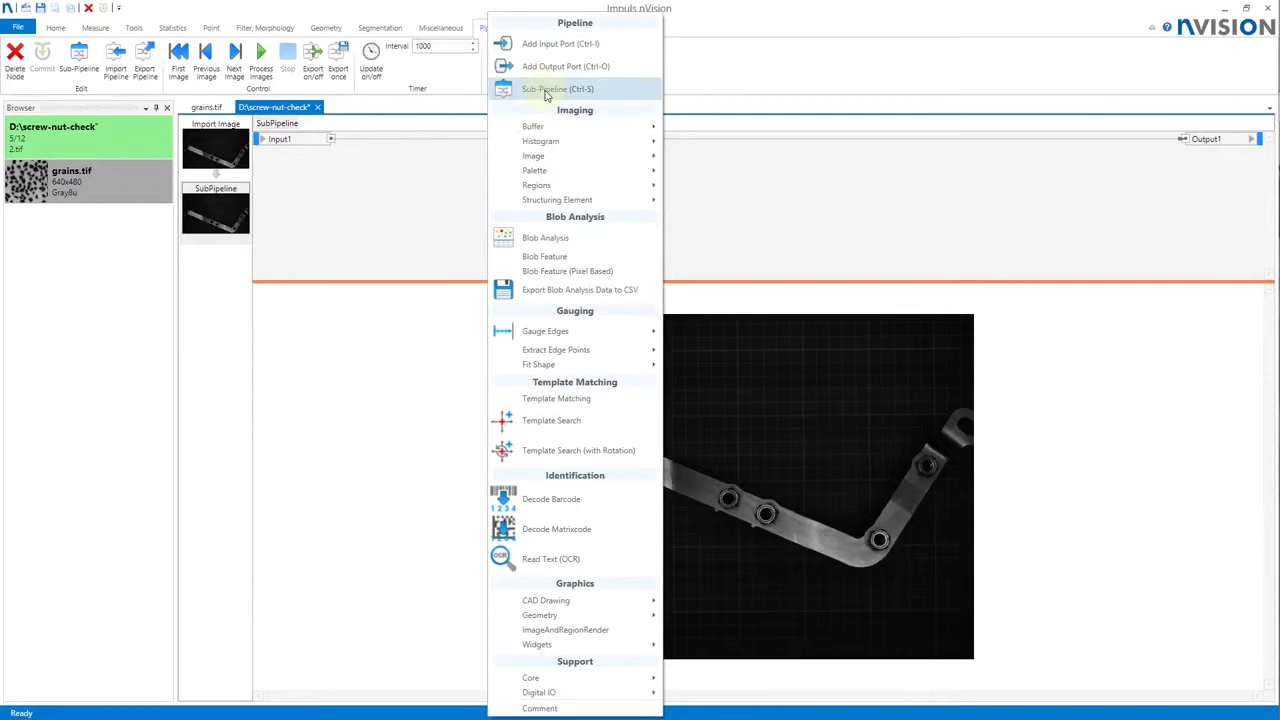 Impuls.nVision
File
Home
Measure
Tools
Statistics
Point
Filter, Morphology
Geometry
Segmentation
Miscellaneous
nVISION
Delete Node
Commit
Sub-Pipeline
Import Pipeline
Export Pipeline
First Image
Previous Image
Next Image
Process Images
Stop
Export on/off
Export once
Update on/off
Interval 1000
Edit
Control
Timer
Browser
grains.tif
D:\screw-nut-check*
D:\screw-nut-check*
5/12
2.tif
grains.tif
640x480
Gray8u
Import Image
SubPipeline
SubPipeline
Input1
Output1
Pipeline
Add Input Port (Ctrl-I)
Add Output Port (Ctrl-O)
Sub-Pipeline (Ctrl-S)
Imaging
Buffer
Histogram
Image
Palette
Regions
Structuring Element
Blob Analysis
Blob Analysis
Blob Feature
Blob Feature (Pixel Based)
Export Blob Analysis Data to CSV
Gauging
Gauge Edges
Extract Edge Points
Fit Shape
Template Matching
Template Matching
Template Search
Template Search (with Rotation)
Identification
Decode Barcode
Decode Matrixcode
Read Text (OCR)
Graphics
CAD Drawing
Geometry
ImageAndRegionRender
Widgets
Support
Core
Digital IO
Comment
Ready